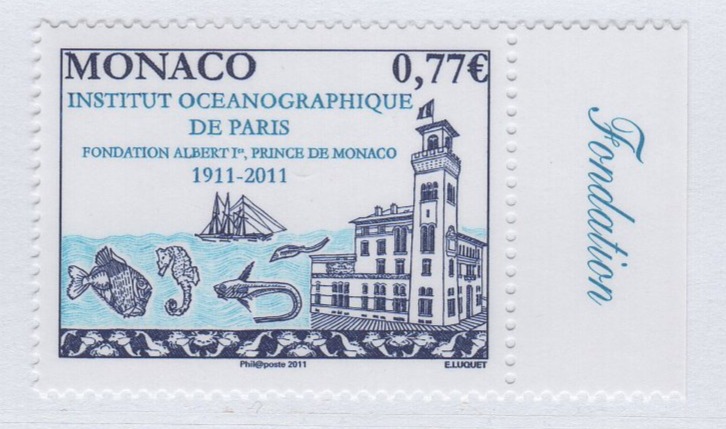 MONACO 0,77€
INSTITUT OCEANOGRAPHIQUE
DE PARIS
FONDATION ALBERT Ier, PRINCE DE MONACO
1911-2011
Phil@poste 2011 E.LUQUET
Fondation